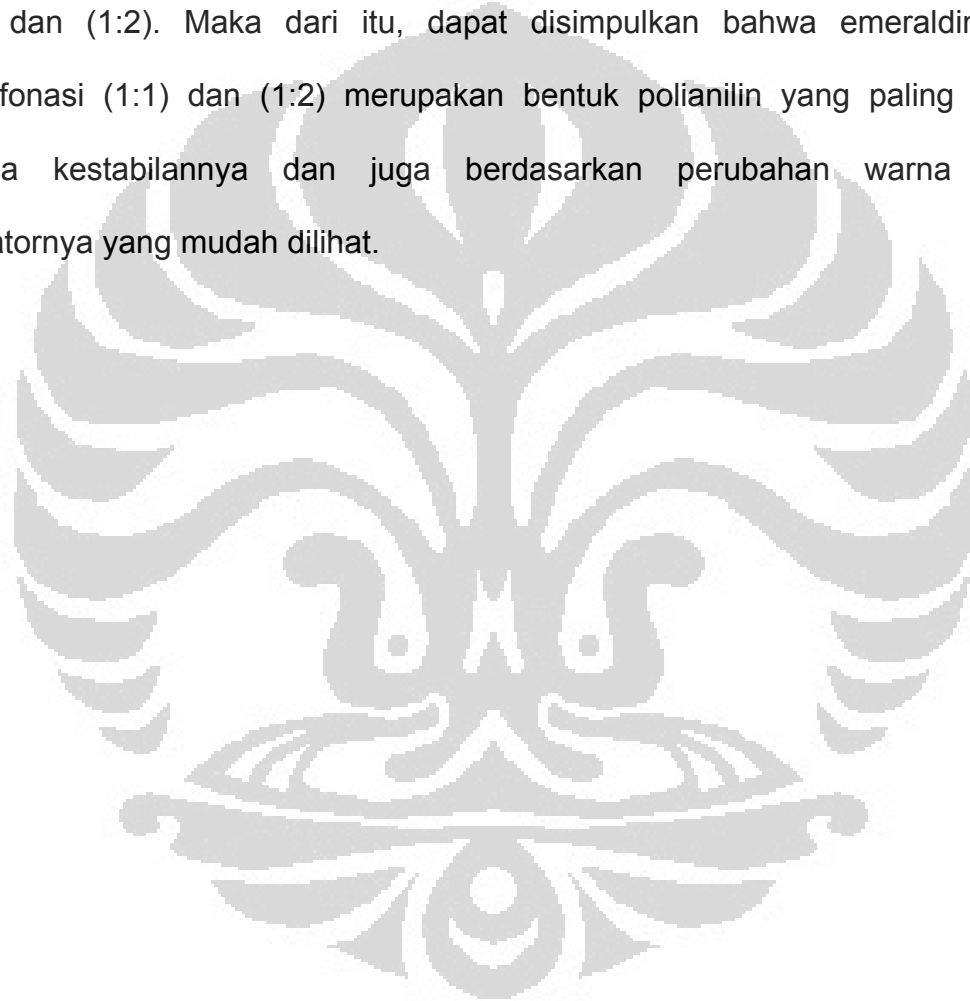 dan (1:2). Maka dari itu, dapat disimpulkan bahwa emeraldin
fonasi (1:1) dan (1:2) merupakan bentuk polianilin yang paling
a kestabilannya dan juga berdasarkan perubahan warna
atornya yang mudah dilihat.